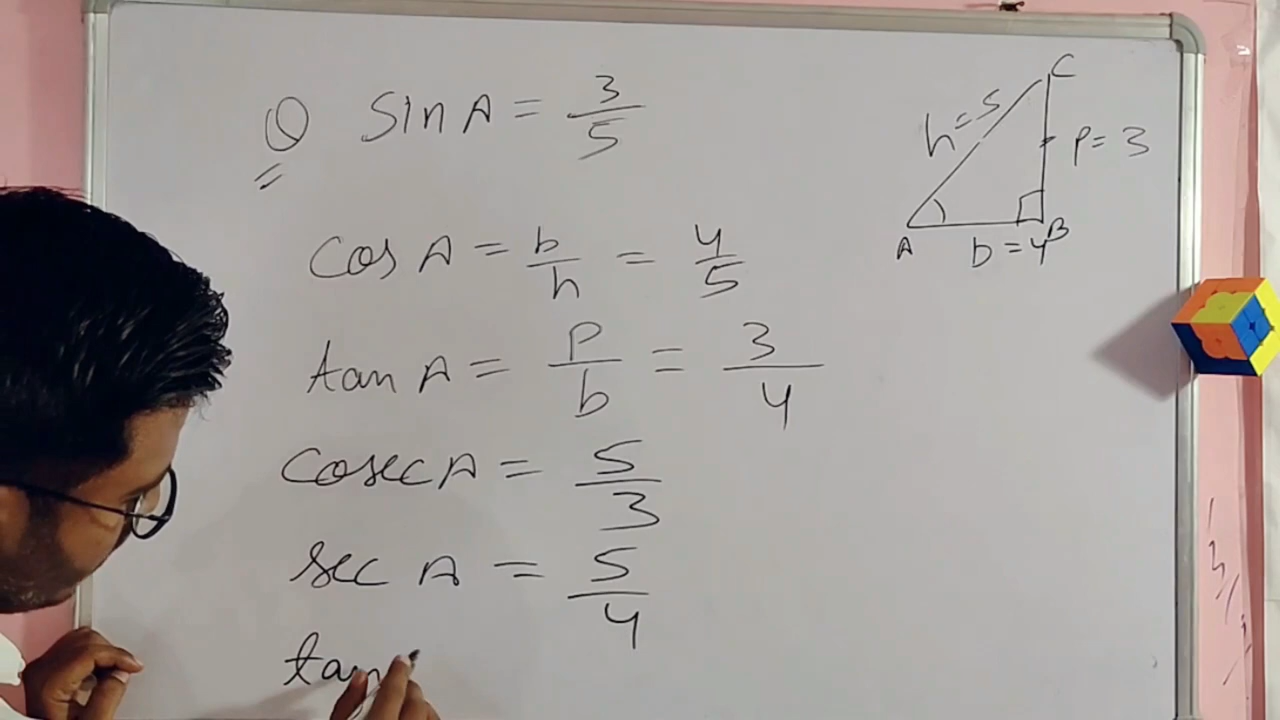 Q sin A = 3/5
cos A = b/h = 4/5
tan A = p/b = 3/4
cosec A = 5/3
sec A = 5/4
tan
C
h = 5
p = 3
A
B
b = 4